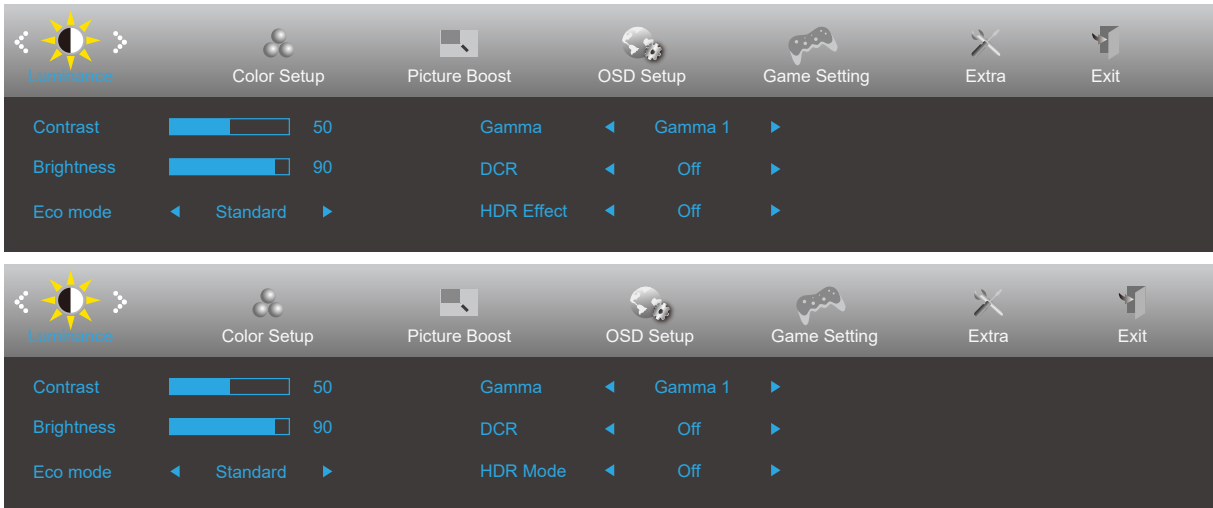 Luminance Color Setup Picture Boost OSD Setup Game Setting Extra Exit
Contrast 50 Gamma Gamma 1
Brightness 90 DCR Off
Eco mode Standard HDR Effect Off
Luminance Color Setup Picture Boost OSD Setup Game Setting Extra Exit
Contrast 50 Gamma Gamma 1
Brightness 90 DCR Off
Eco mode Standard HDR Mode Off